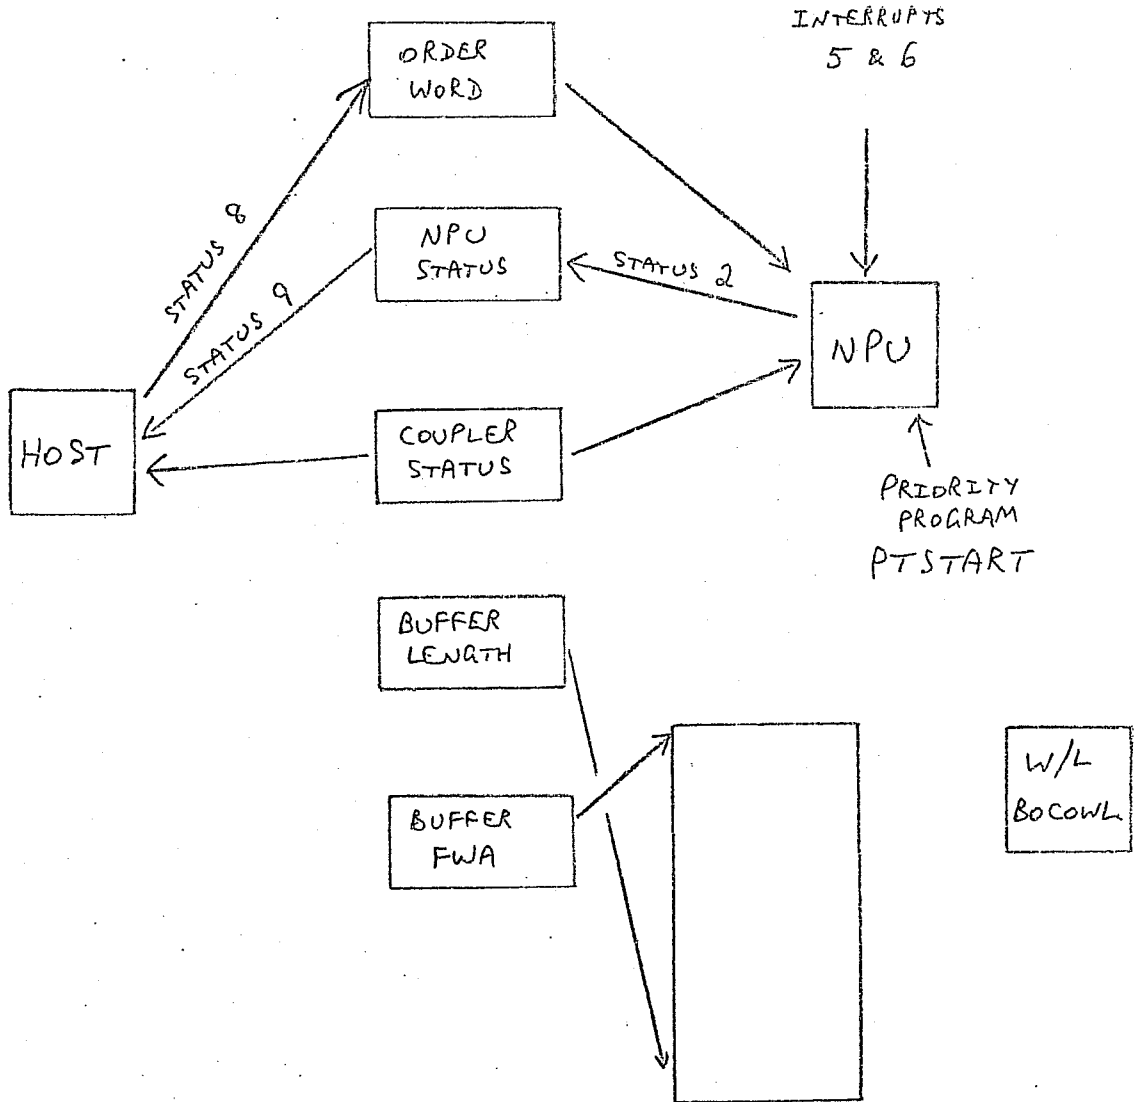 INTERRUPTS
5 & 6
ORDER
WORD
STATUS 8
NPU
STATUS
STATUS 2
STATUS 9
NPU
HOST
COUPLER
STATUS
PRIORITY
PROGRAM
PTSTART
BUFFER
LENGTH
W/L
BOCOWL
BUFFER
FWA